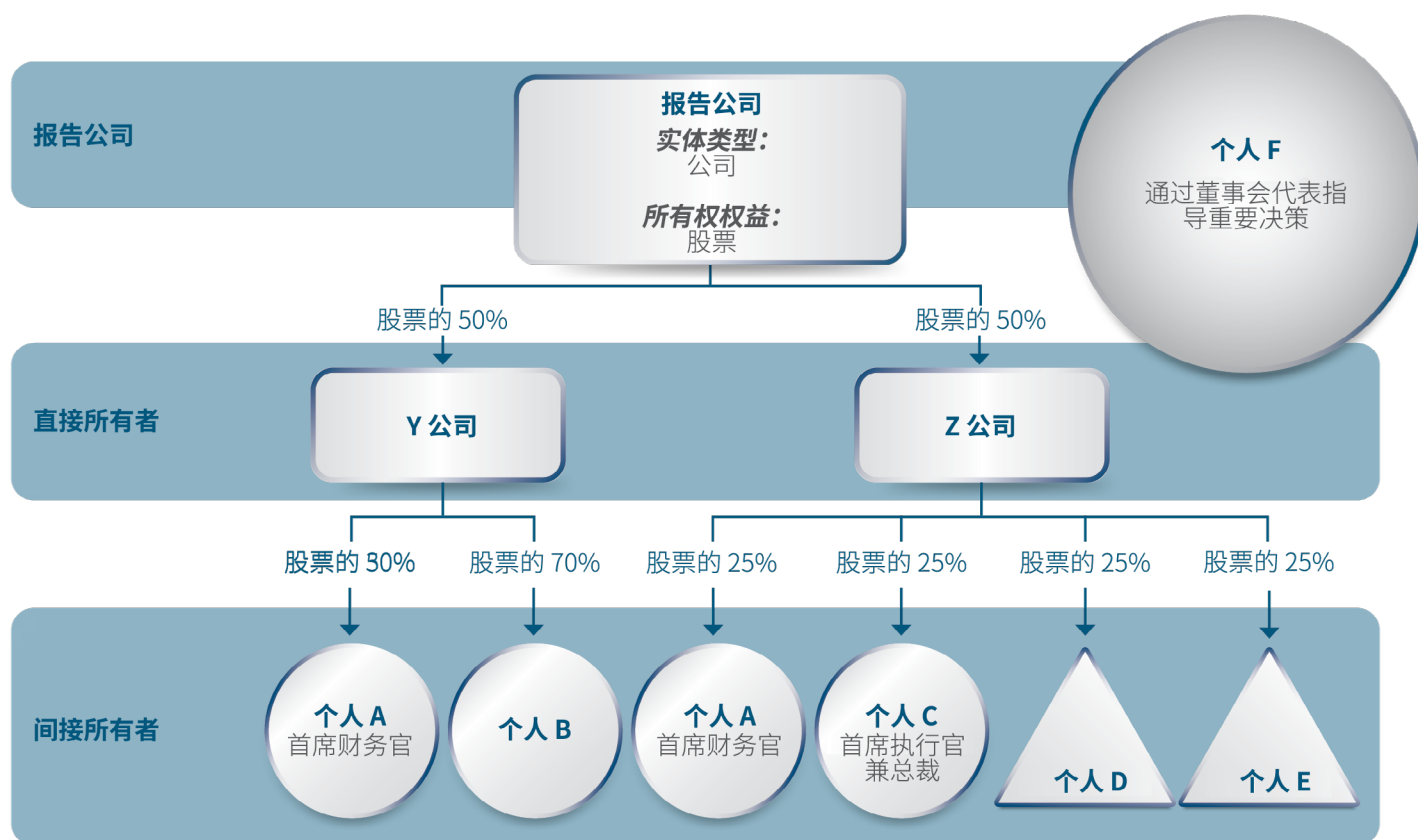 报告公司
报告公司
实体类型：
公司
所有权权益：
股票
个人 F
通过董事会代表指
导重要决策
股票的 50%
股票的 50%
直接所有者
Y 公司
Z 公司
股票的 30%
股票的 70%
股票的 25%
股票的 25%
股票的 25%
股票的 25%
间接所有者
个人 A
首席财务官
个人 B
个人 A
首席财务官
个人 C
首席执行官
兼总裁
个人 D
个人 E